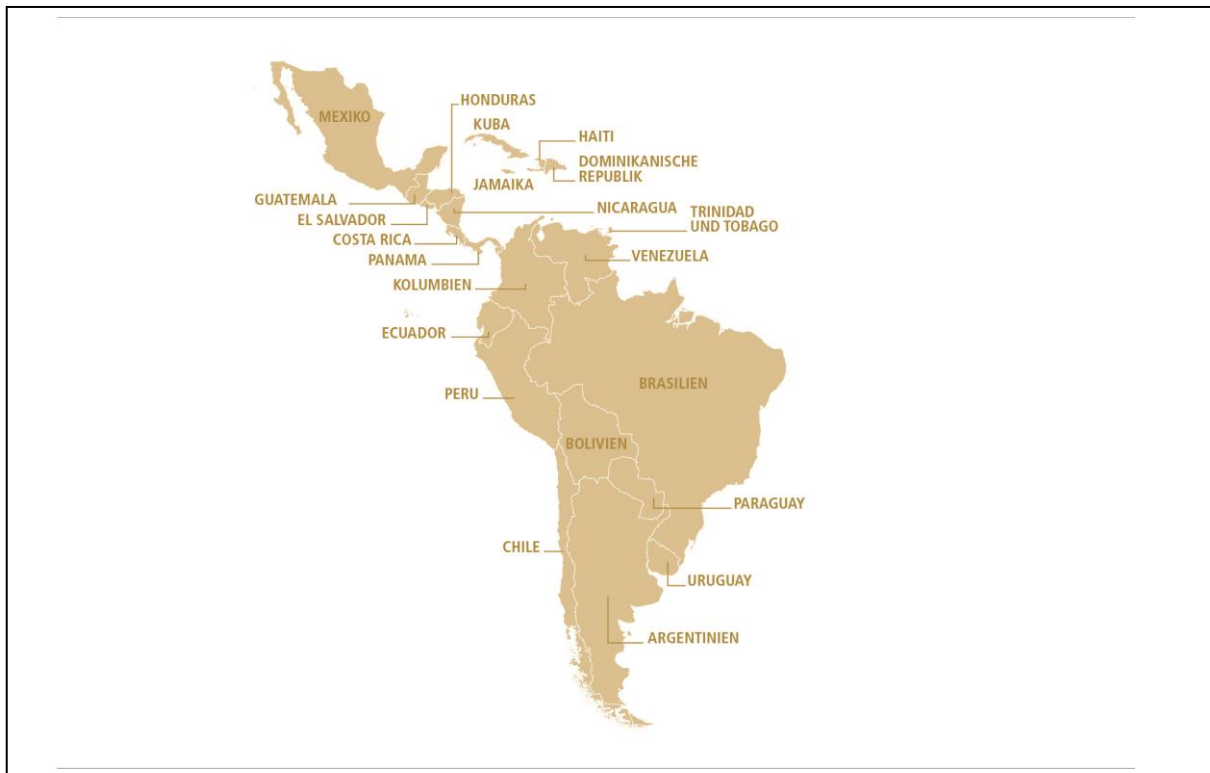 HONDURAS
MEXIKO
KUBA
HAITI
DOMINIKANISCHE
REPUBLIK
JAMAIKA
GUATEMALA
NICARAGUA
TRINIDAD
UND TOBAGO
EL SALVADOR
COSTA RICA
PANAMA
VENEZUELA
KOLUMBIEN
ECUADOR
BRASILIEN
PERU
BOLIVIEN
PARAGUAY
CHILE
URUGUAY
ARGENTINIEN